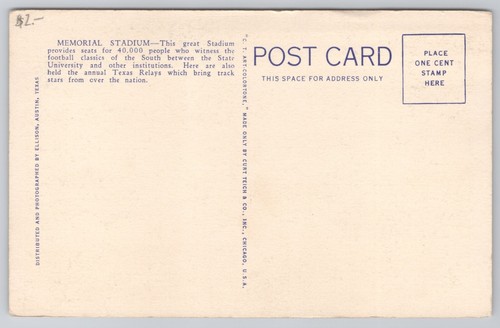 $2.—
MEMORIAL STADIUM—This great Stadium
provides seats for 40,000 people who witness the
football classics of the South between the State
University and other institutions. Here are also
held the annual Texas Relays which bring track
stars from over the nation.
DISTRIBUTED AND PHOTOGRAPHED BY ELLISON, AUSTIN, TEXAS
"C. T. ART-COLORTONE," MADE ONLY BY CURT TEICH & CO., INC., CHICAGO, U.S.A.
POST CARD
THIS SPACE FOR ADDRESS ONLY
PLACE
ONE CENT
STAMP
HERE